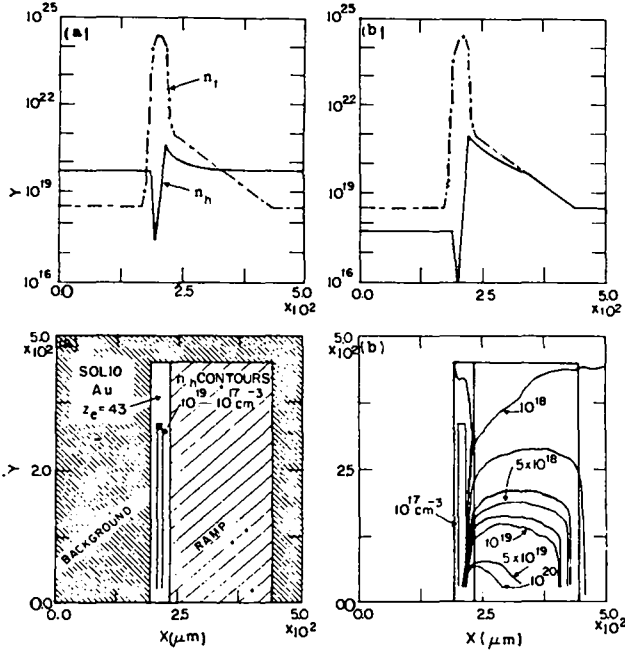 10^25
(a)
(b)
n_t
10^22
Y
10^19
n_h
10^16
0.0
2.5
5.0
x10^2
10^25
10^22
10^19
10^16
0.0
2.5
5.0
x10^2
5.0
x10^2
SOLID
Au
z_e=43
n_h CONTOURS
10^19 – 10^17 cm^-3
BACKGROUND
RAMP
Y
2.0
0.0
0.0
2.5
5.0
x10^2
X(μm)
5.0
x10^2
(b)
10^18
5x10^18
10^17 cm^-3
10^19
5x10^19
10^20
25
00
0.0
2.5
5.0
x10^2
X(μm)